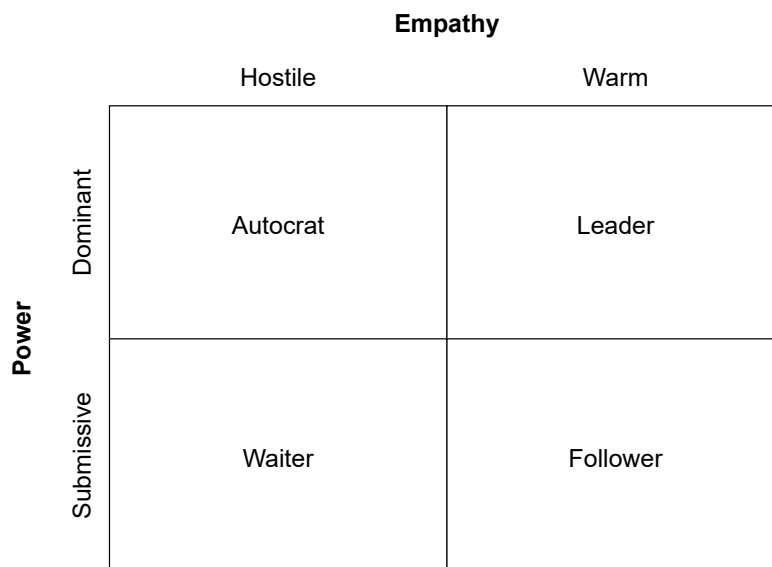 Empathy
Hostile Warm
Dominant
Autocrat Leader
Power
Submissive
Waiter Follower